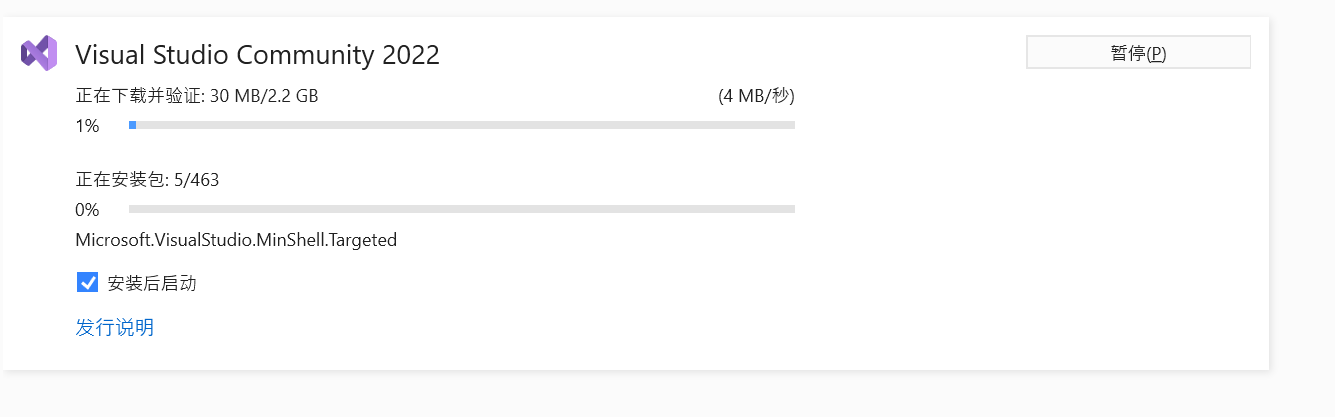 Visual Studio Community 2022
暂停(P)
正在下载并验证: 30 MB/2.2 GB
(4 MB/秒)
1%
正在安装包: 5/463
0%
Microsoft.VisualStudio.MinShell.Targeted
安装后启动
发行说明